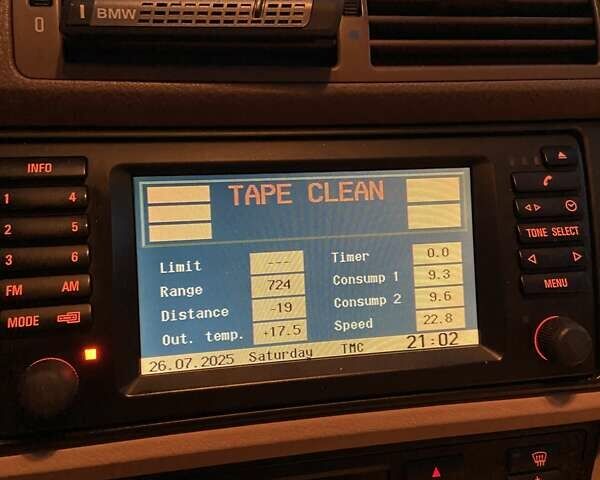 0
BMW
INFO
1 4
2 5
3 6
FM AM
MODE
TAPE CLEAN
Limit ---
Range 724
Distance -19
Out. temp. +17.5
Timer 0.0
Consump 1 9.3
Consump 2 9.6
Speed 22.8
26.07.2025 Saturday TMC 21:02
TONE SELECT
MENU